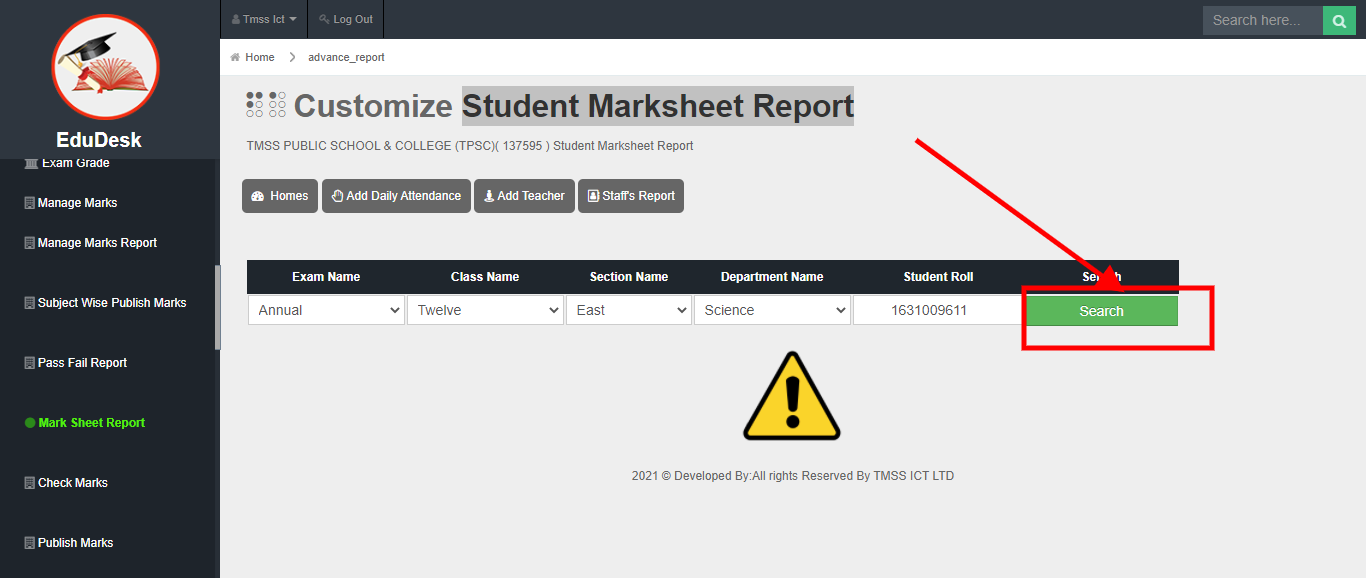 Tmss Ict
Log Out
Search here...
EduDesk
Home
advance_report
Customize Student Marksheet Report
TMSS PUBLIC SCHOOL & COLLEGE (TPSC)( 137595 ) Student Marksheet Report
Homes
Add Daily Attendance
Add Teacher
Staff's Report
Exam Grade
Manage Marks
Manage Marks Report
Subject Wise Publish Marks
Pass Fail Report
Mark Sheet Report
Check Marks
Publish Marks
Exam Name Class Name Section Name Department Name Student Roll Search
Annual Twelve East Science 1631009611 Search
2021 © Developed By:All rights Reserved By TMSS ICT LTD